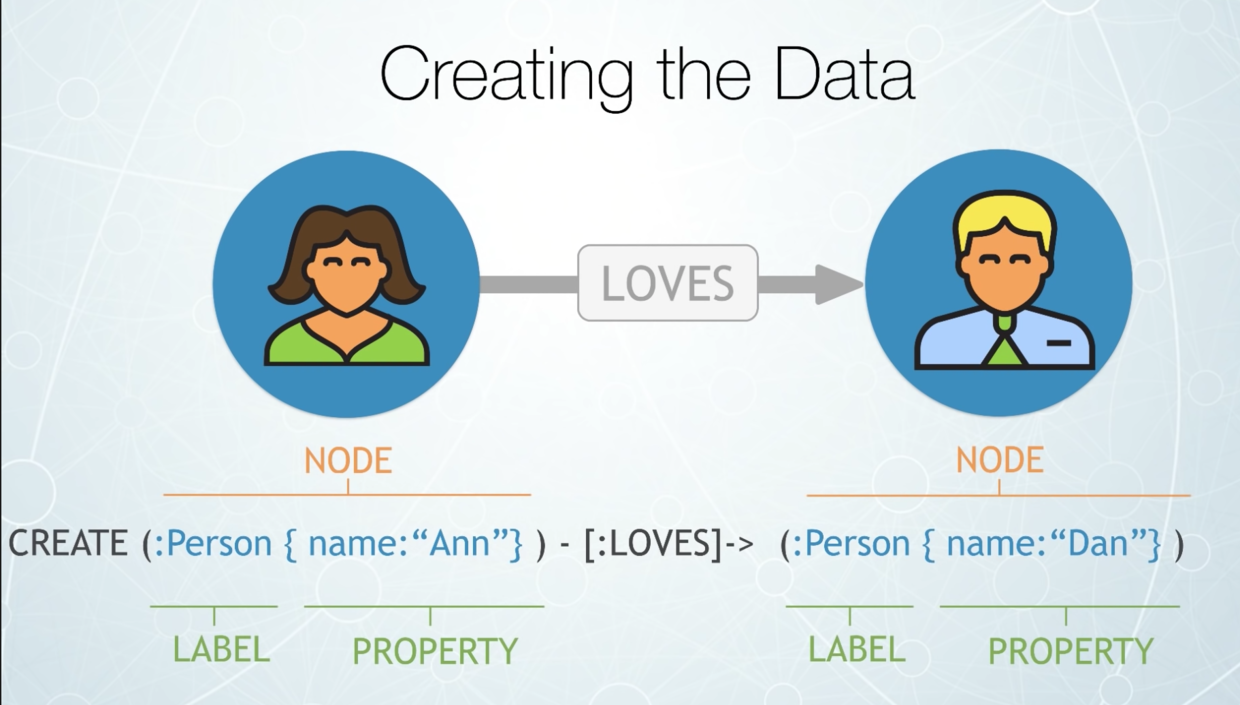 Creating the Data
LOVES
NODE NODE
CREATE (:Person { name:“Ann”} ) - [:LOVES]-> (:Person { name:“Dan”} )
LABEL PROPERTY LABEL PROPERTY